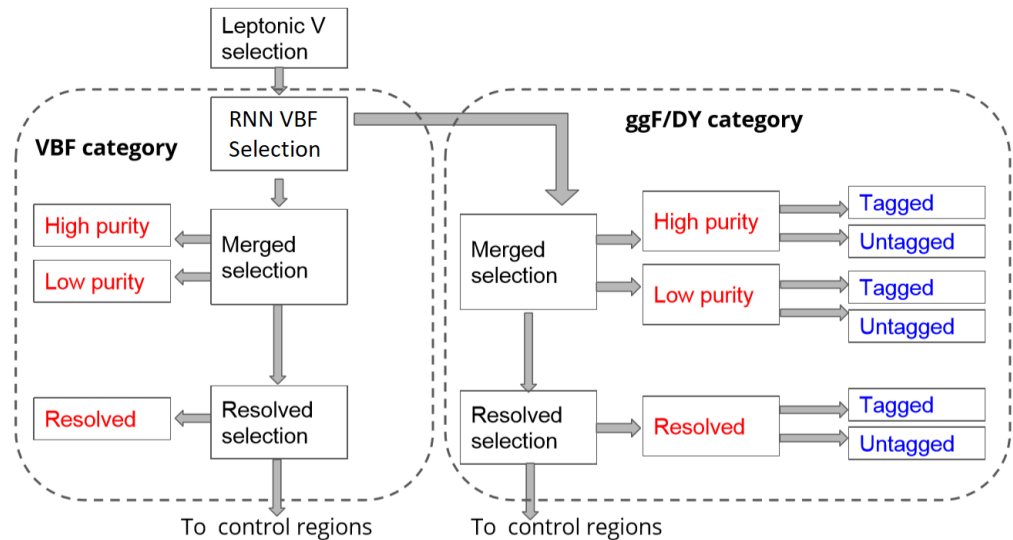 Leptonic V
selection
VBF category
RNN VBF
Selection
High purity
Low purity
Merged
selection
Resolved
Resolved
selection
To control regions
ggF/DY category
Merged
selection
High purity
Tagged
Untagged
Low purity
Tagged
Untagged
Resolved
selection
Resolved
Tagged
Untagged
To control regions